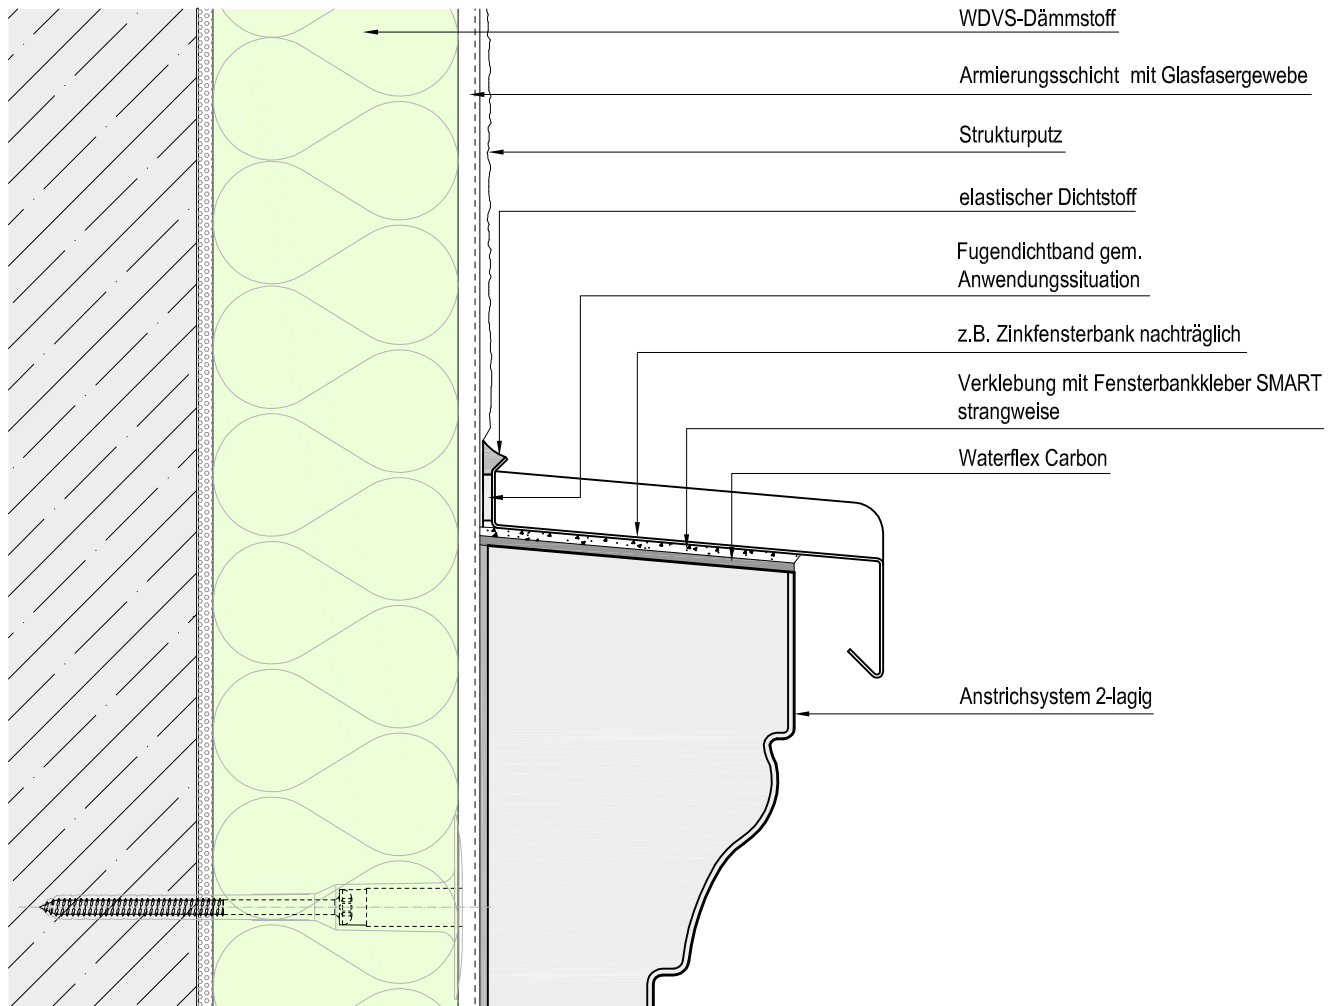 WDVS-Dämmstoff
Armierungsschicht mit Glasfasergewebe
Strukturputz
elastischer Dichtstoff
Fugendichtband gem.
Anwendungssituation
z.B. Zinkfensterbank nachträglich
Verklebung mit Fensterbankkleber SMART
strangweise
Waterflex Carbon
Anstrichsystem 2-lagig